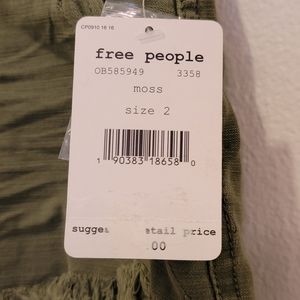 CP0910 16 16
free people
OB585949 3358
moss
size 2
1 90383 18658 0
sugge etail price
.00